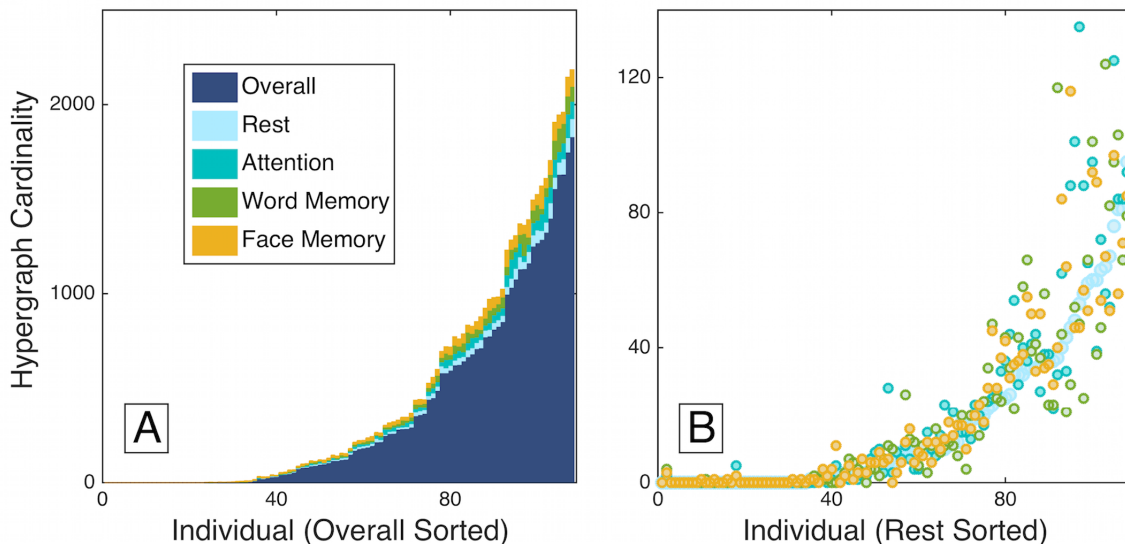 Hypergraph Cardinality
2000
1000
0
Overall
Rest
Attention
Word Memory
Face Memory
A
0 40 80
Individual (Overall Sorted)
120
80
40
0
B
0 40 80
Individual (Rest Sorted)